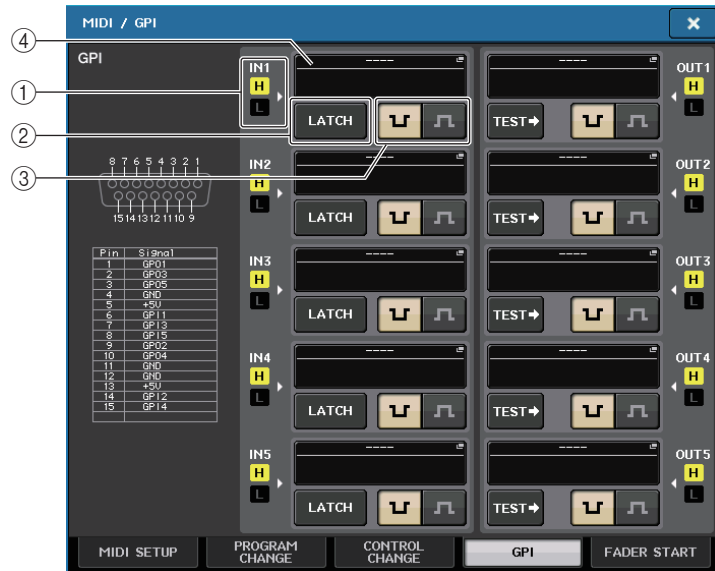 MIDI / GPI
×
GPI
④
①
②
③
8 7 6 5 4 3 2 1
15 14 13 12 11 10 9
Pin Signal
1 GPO1
2 GPO3
3 GPO5
4 GND
5 +5V
6 GPI1
7 GPI3
8 GPI5
9 GPO2
10 GPO4
11 GND
12 GND
13 +5V
14 GPI2
15 GPI4
IN1
H
L
----
LATCH
----
TEST
OUT1
H
L
IN2
H
L
----
LATCH
----
TEST
OUT2
H
L
IN3
H
L
----
LATCH
----
TEST
OUT3
H
L
IN4
H
L
----
LATCH
----
TEST
OUT4
H
L
IN5
H
L
----
LATCH
----
TEST
OUT5
H
L
MIDI SETUP
PROGRAM
CHANGE
CONTROL
CHANGE
GPI
FADER START